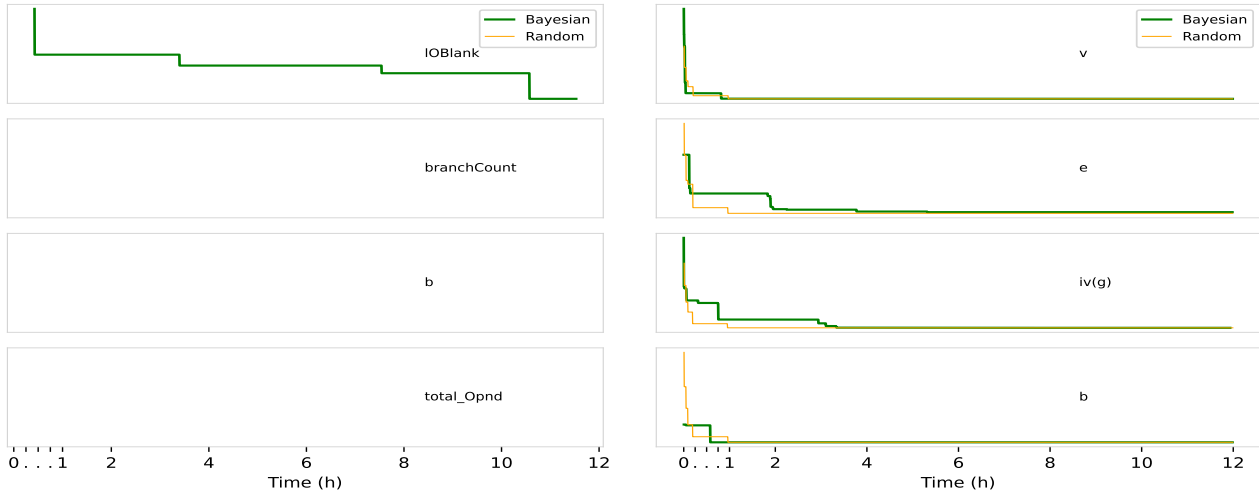 Bayesian
Random
lOBlank
branchCount
b
total_Opnd
0 . . . 1 2 4 6 8 10 12
Time (h)
Bayesian
Random
v
e
iv(g)
b
0 . . . 1 2 4 6 8 10 12
Time (h)